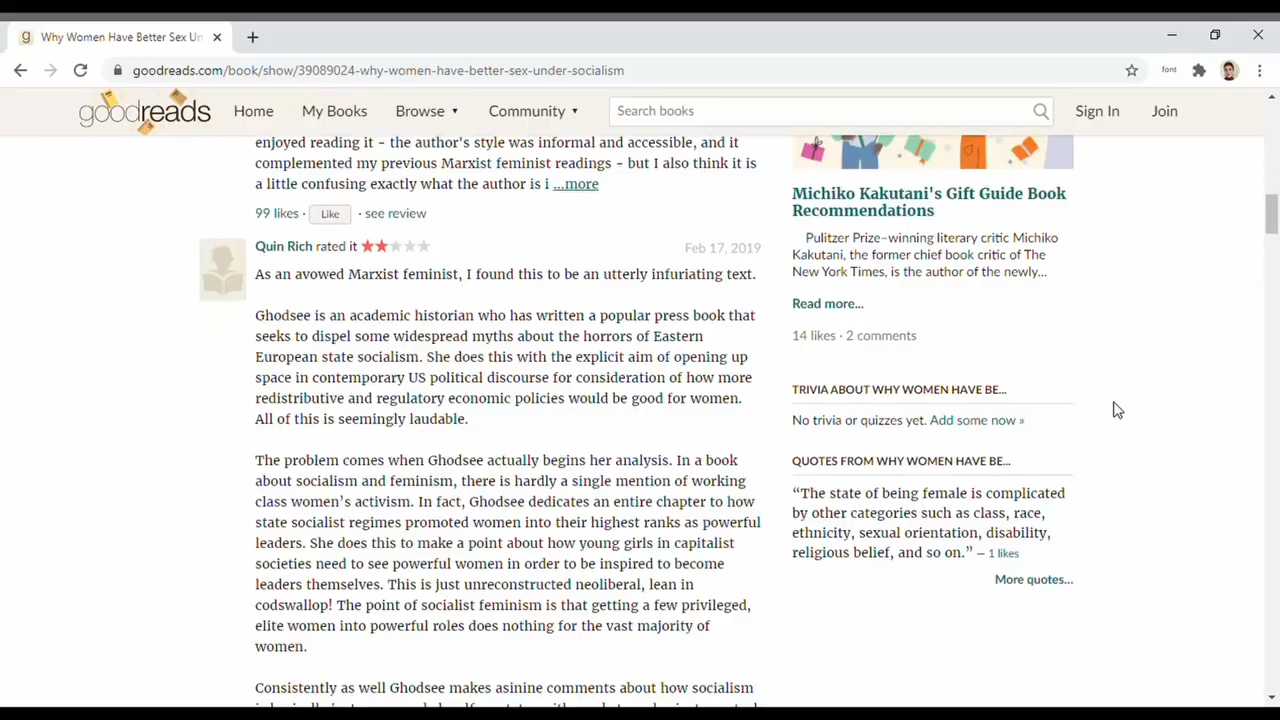 Why Women Have Better Sex Un
goodreads.com/book/show/39089024-why-women-have-better-sex-under-socialism
font
goodreads
Home
My Books
Browse
Community
Search books
Sign In
Join
enjoyed reading it - the author's style was informal and accessible, and it
complemented my previous Marxist feminist readings - but I also think it is
a little confusing exactly what the author is i ...more
99 likes · Like · see review
Quin Rich rated it
Feb 17, 2019
As an avowed Marxist feminist, I found this to be an utterly infuriating text.
Ghodsee is an academic historian who has written a popular press book that
seeks to dispel some widespread myths about the horrors of Eastern
European state socialism. She does this with the explicit aim of opening up
space in contemporary US political discourse for consideration of how more
redistributive and regulatory economic policies would be good for women.
All of this is seemingly laudable.
The problem comes when Ghodsee actually begins her analysis. In a book
about socialism and feminism, there is hardly a single mention of working
class women’s activism. In fact, Ghodsee dedicates an entire chapter to how
state socialist regimes promoted women into their highest ranks as powerful
leaders. She does this to make a point about how young girls in capitalist
societies need to see powerful women in order to be inspired to become
leaders themselves. This is just unreconstructed neoliberal, lean in
codswallop! The point of socialist feminism is that getting a few privileged,
elite women into powerful roles does nothing for the vast majority of
women.
Consistently as well Ghodsee makes asinine comments about how socialism
Michiko Kakutani's Gift Guide Book
Recommendations
Pulitzer Prize–winning literary critic Michiko
Kakutani, the former chief book critic of The
New York Times, is the author of the newly...
Read more...
14 likes · 2 comments
TRIVIA ABOUT WHY WOMEN HAVE BE...
No trivia or quizzes yet. Add some now »
QUOTES FROM WHY WOMEN HAVE BE...
“The state of being female is complicated
by other categories such as class, race,
ethnicity, sexual orientation, disability,
religious belief, and so on.” — 1 likes
More quotes...